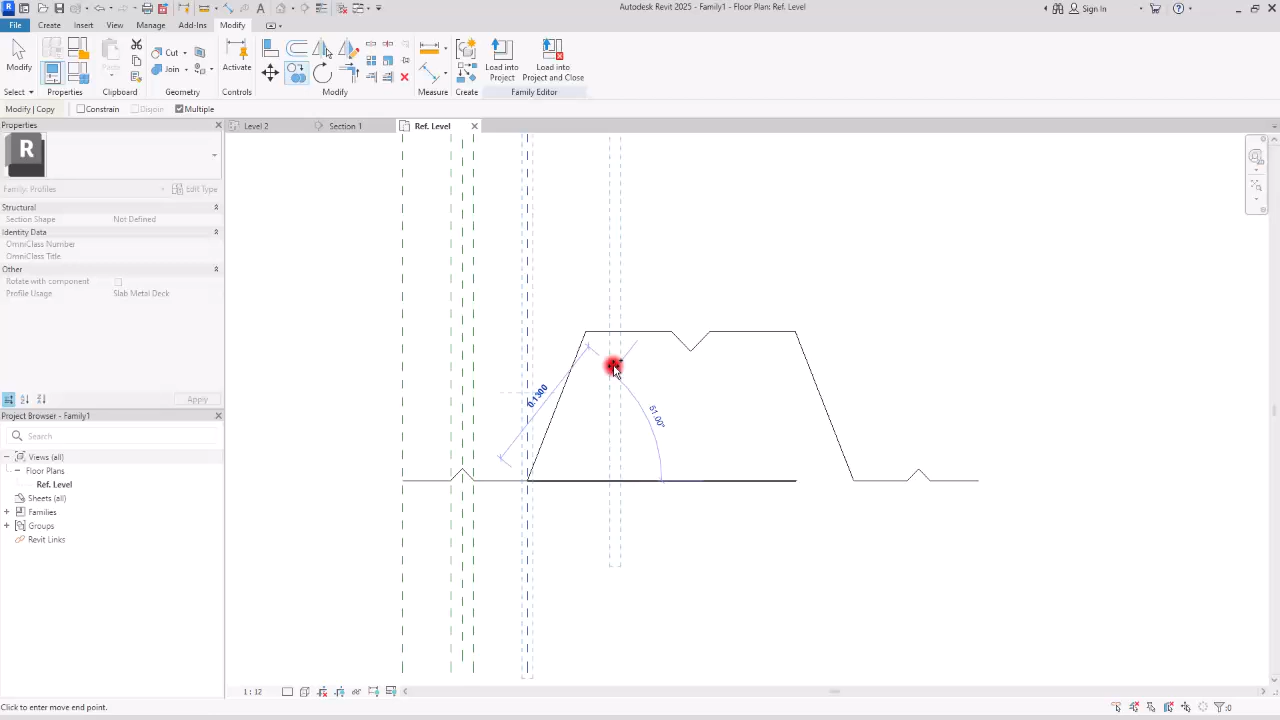 Autodesk Revit 2025 - Family1 - Floor Plan: Ref. Level
Sign In
File Create Insert View Manage Add-Ins Modify
Modify
Paste
Cut
Join
Activate
Load into Project
Load into Project and Close
Select Properties Clipboard Geometry Controls Modify Measure Create Family Editor
Modify | Copy Constrain Disjoin Multiple
Properties
Level 2
Section 1
Ref. Level
R
Family: Profiles
Edit Type
Structural
Section Shape Not Defined
Identity Data
OmniClass Number
OmniClass Title
Other
Rotate with component
Profile Usage Slab Metal Deck
Apply
Project Browser - Family1
Search
Views (all)
Floor Plans
Ref. Level
Sheets (all)
Families
Groups
Revit Links
0.1300
51.00°
1 : 12
Click to enter move end point.
:0